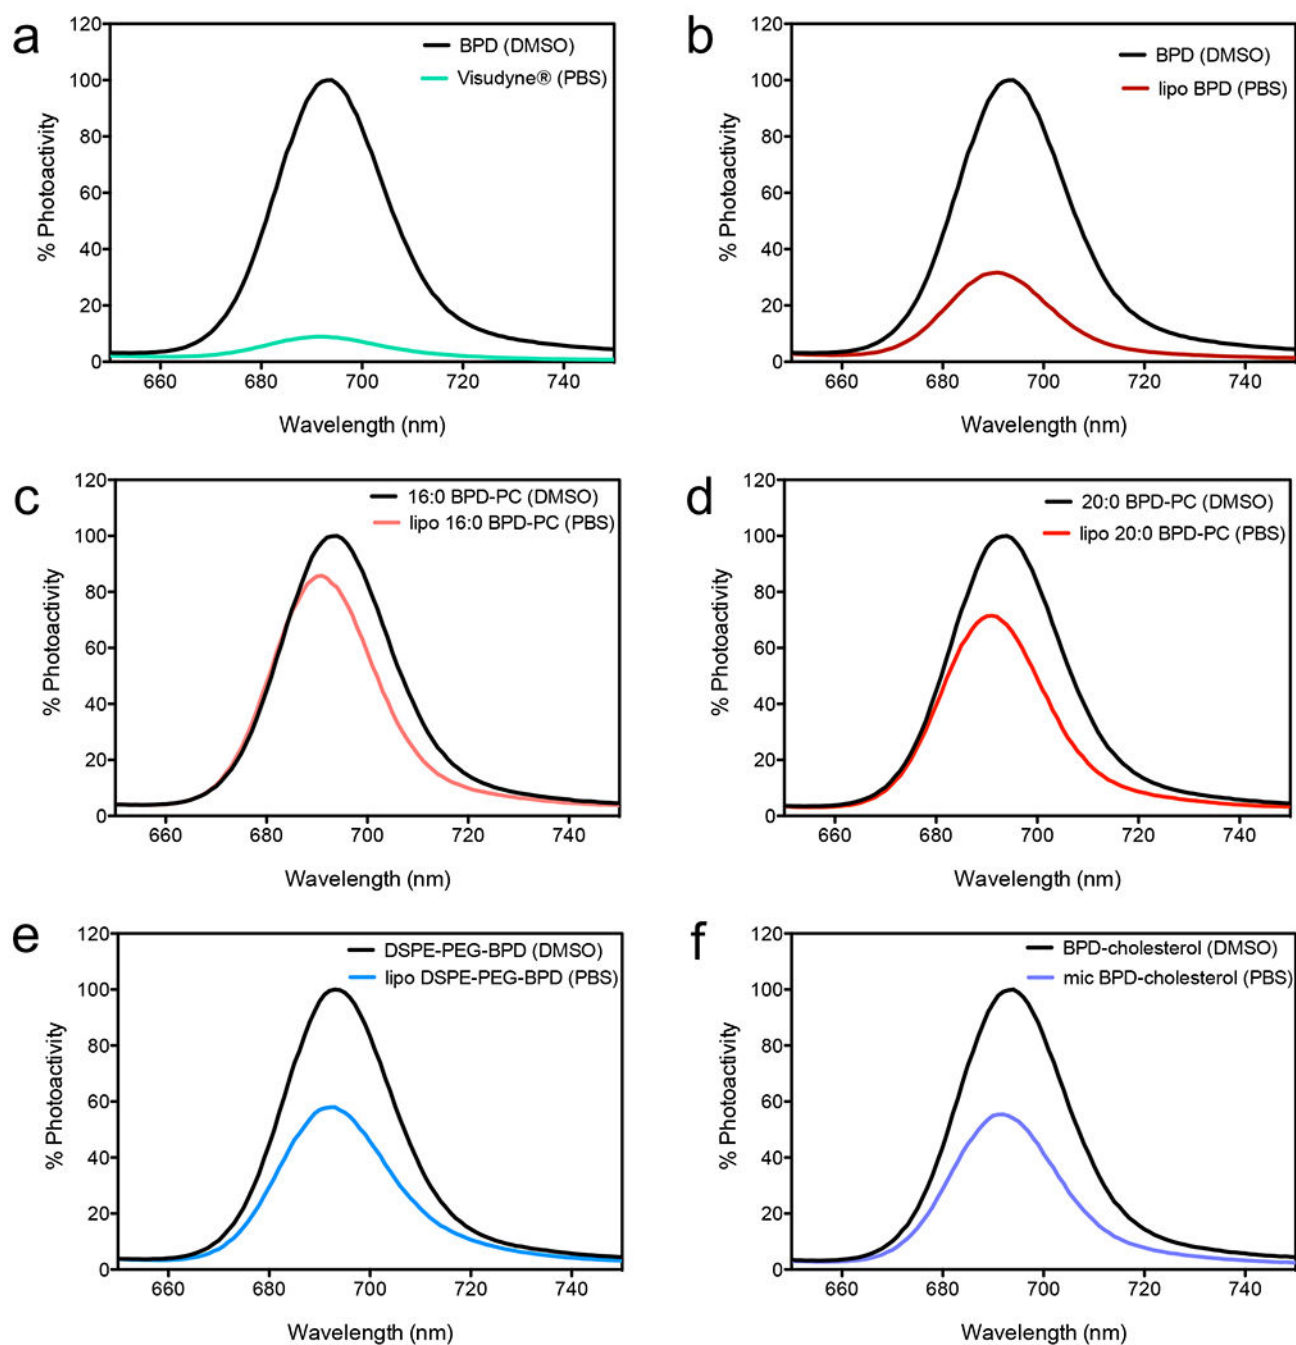 a
BPD (DMSO)
Visudyne® (PBS)
% Photoactivity
120
100
80
60
40
20
0
660
680
700
720
740
Wavelength (nm)
b
BPD (DMSO)
lipo BPD (PBS)
% Photoactivity
120
100
80
60
40
20
0
660
680
700
720
740
Wavelength (nm)
c
16:0 BPD-PC (DMSO)
lipo 16:0 BPD-PC (PBS)
% Photoactivity
120
100
80
60
40
20
0
660
680
700
720
740
Wavelength (nm)
d
20:0 BPD-PC (DMSO)
lipo 20:0 BPD-PC (PBS)
% Photoactivity
120
100
80
60
40
20
0
660
680
700
720
740
Wavelength (nm)
e
DSPE-PEG-BPD (DMSO)
lipo DSPE-PEG-BPD (PBS)
% Photoactivity
120
100
80
60
40
20
0
660
680
700
720
740
Wavelength (nm)
f
BPD-cholesterol (DMSO)
mic BPD-cholesterol (PBS)
% Photoactivity
120
100
80
60
40
20
0
660
680
700
720
740
Wavelength (nm)